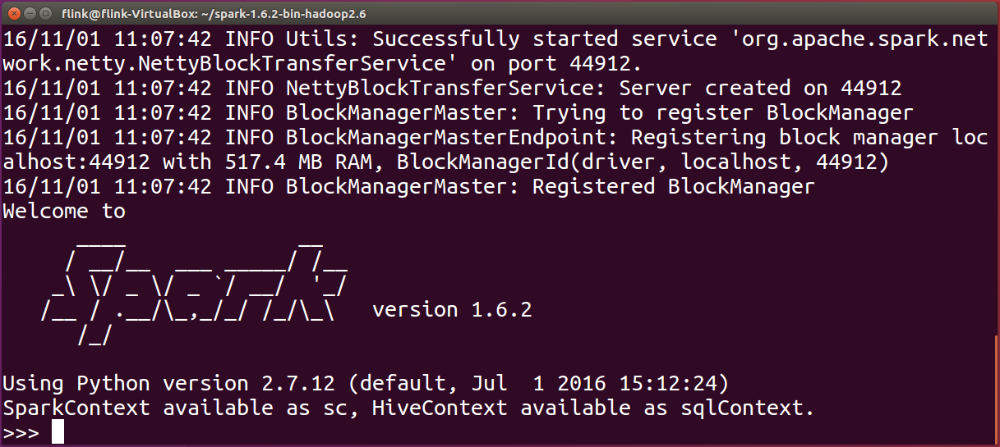 flink@flink-VirtualBox: ~/spark-1.6.2-bin-hadoop2.6
16/11/01 11:07:42 INFO Utils: Successfully started service 'org.apache.spark.net
work.netty.NettyBlockTransferService' on port 44912.
16/11/01 11:07:42 INFO NettyBlockTransferService: Server created on 44912
16/11/01 11:07:42 INFO BlockManagerMaster: Trying to register BlockManager
16/11/01 11:07:42 INFO BlockManagerMasterEndpoint: Registering block manager loc
alhost:44912 with 517.4 MB RAM, BlockManagerId(driver, localhost, 44912)
16/11/01 11:07:42 INFO BlockManagerMaster: Registered BlockManager
Welcome to
      ____              __
     / __/__  ___ _____/ /__
    _\ \/ _ \/ _ `/ __/  '_/
   /__ / .__/\_,_/_/ /_/\_\   version 1.6.2
      /_/
Using Python version 2.7.12 (default, Jul  1 2016 15:12:24)
SparkContext available as sc, HiveContext available as sqlContext.
>>>